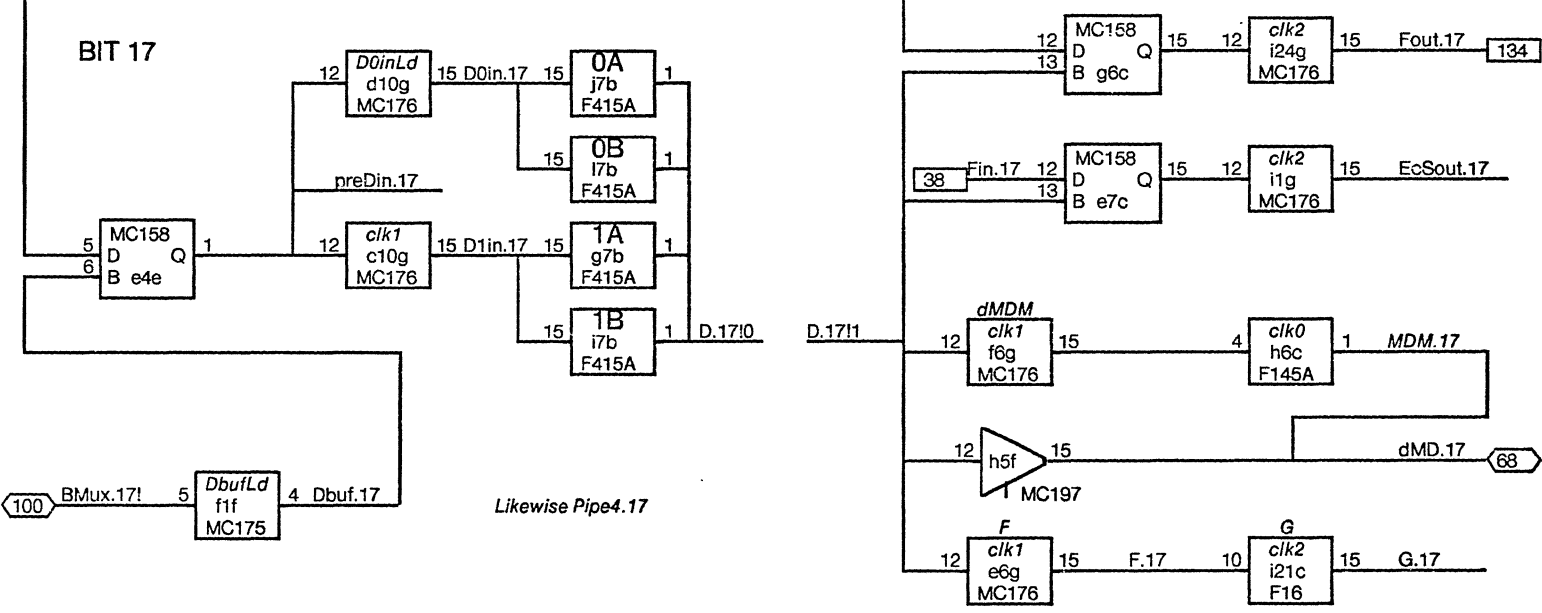 BIT 17
5
6
MC158
D Q
B e4e
1
12
D0inLd
d10g
MC176
15 D0in.17 15
0A
j7b
F415A
1
15
0B
l7b
F415A
1
preDin.17
12
clk1
c10g
MC176
15 D1in.17 15
1A
g7b
F415A
1
15
1B
i7b
F415A
1 D.17!0
100
BMux.17!
5
DbufLd
f1f
MC175
4 Dbuf.17
Likewise Pipe4.17
D.17!1
12
13
MC158
D Q
B g6c
15 12
clk2
i24g
MC176
15 Fout.17
134
38
Fin.17 12
13
MC158
D Q
B e7c
15 12
clk2
i1g
MC176
15 EcSout.17
dMDM
12
clk1
f6g
MC176
15 4
clk0
h6c
F145A
1 MDM.17
12
h5f
MC197
15 dMD.17
68
F
12
clk1
e6g
MC176
15 F.17 10
G
clk2
i21c
F16
15 G.17